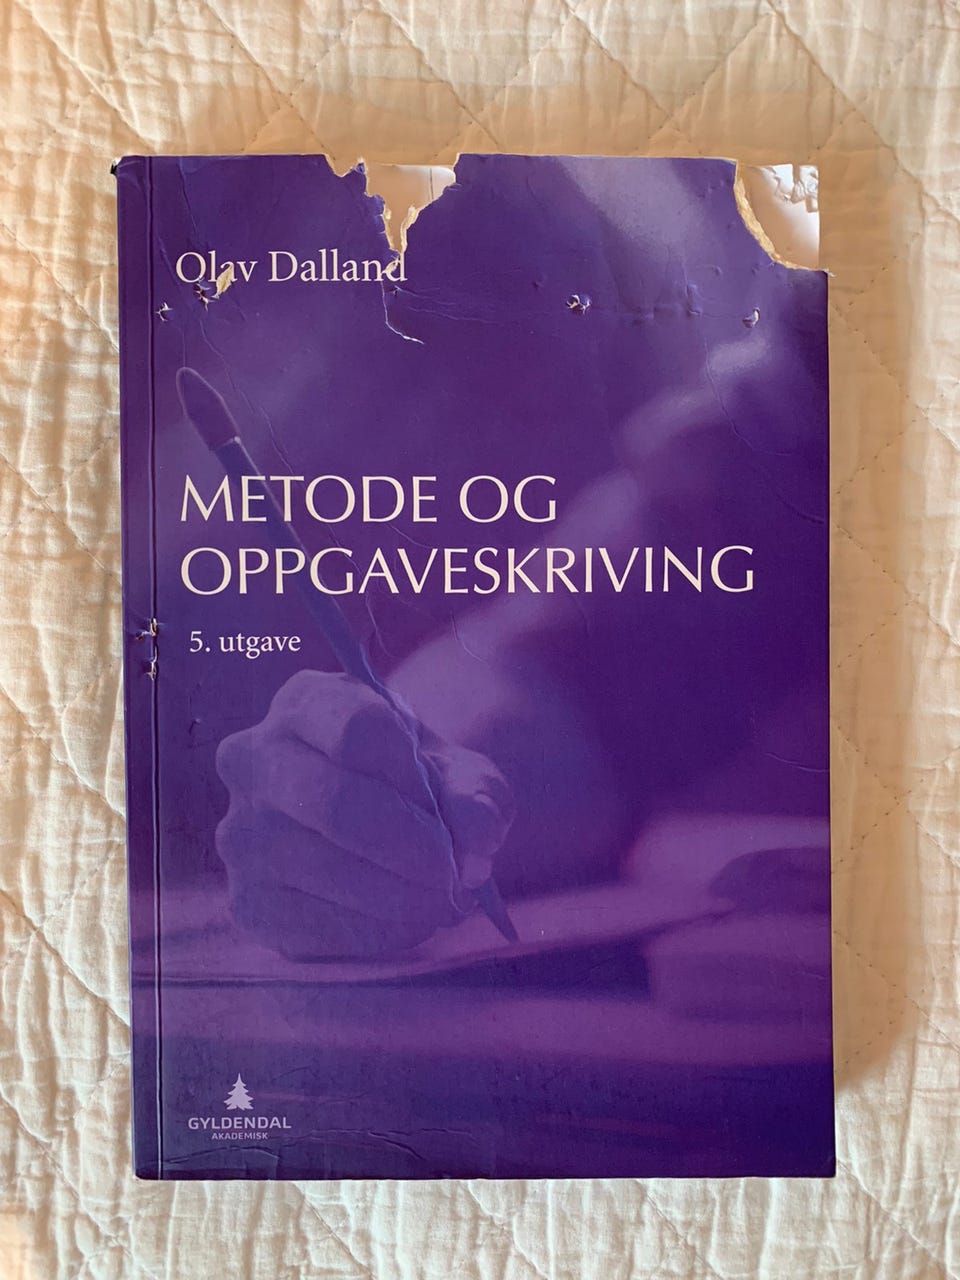 Olav Dalland
METODE OG
OPPGAVESKRIVING
5. utgave
GYLDENDAL
AKADEMISK